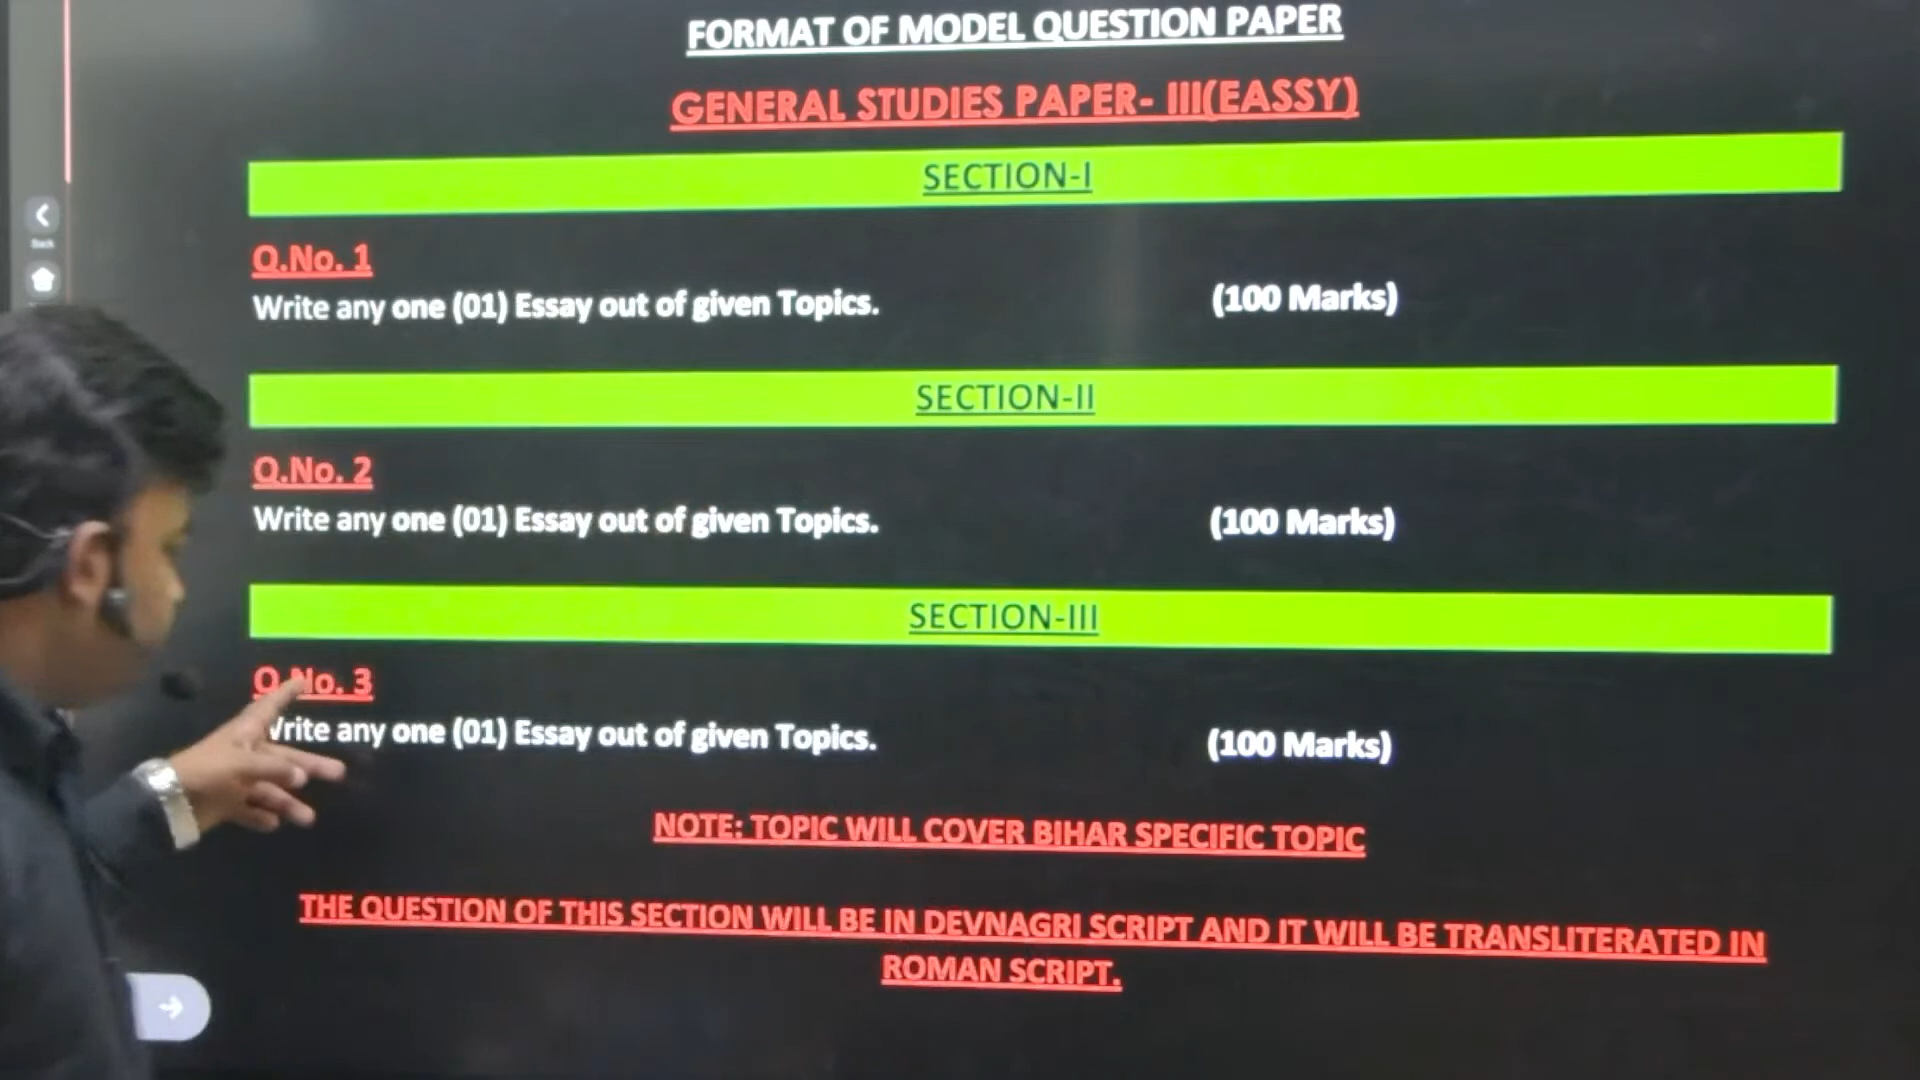 FORMAT OF MODEL QUESTION PAPER
GENERAL STUDIES PAPER- III(EASSY)
SECTION-I
Q.No. 1
Write any one (01) Essay out of given Topics. (100 Marks)
SECTION-II
Q.No. 2
Write any one (01) Essay out of given Topics. (100 Marks)
SECTION-III
Q.No. 3
Write any one (01) Essay out of given Topics. (100 Marks)
NOTE: TOPIC WILL COVER BIHAR SPECIFIC TOPIC
THE QUESTION OF THIS SECTION WILL BE IN DEVNAGRI SCRIPT AND IT WILL BE TRANSLITERATED IN
ROMAN SCRIPT.
Back